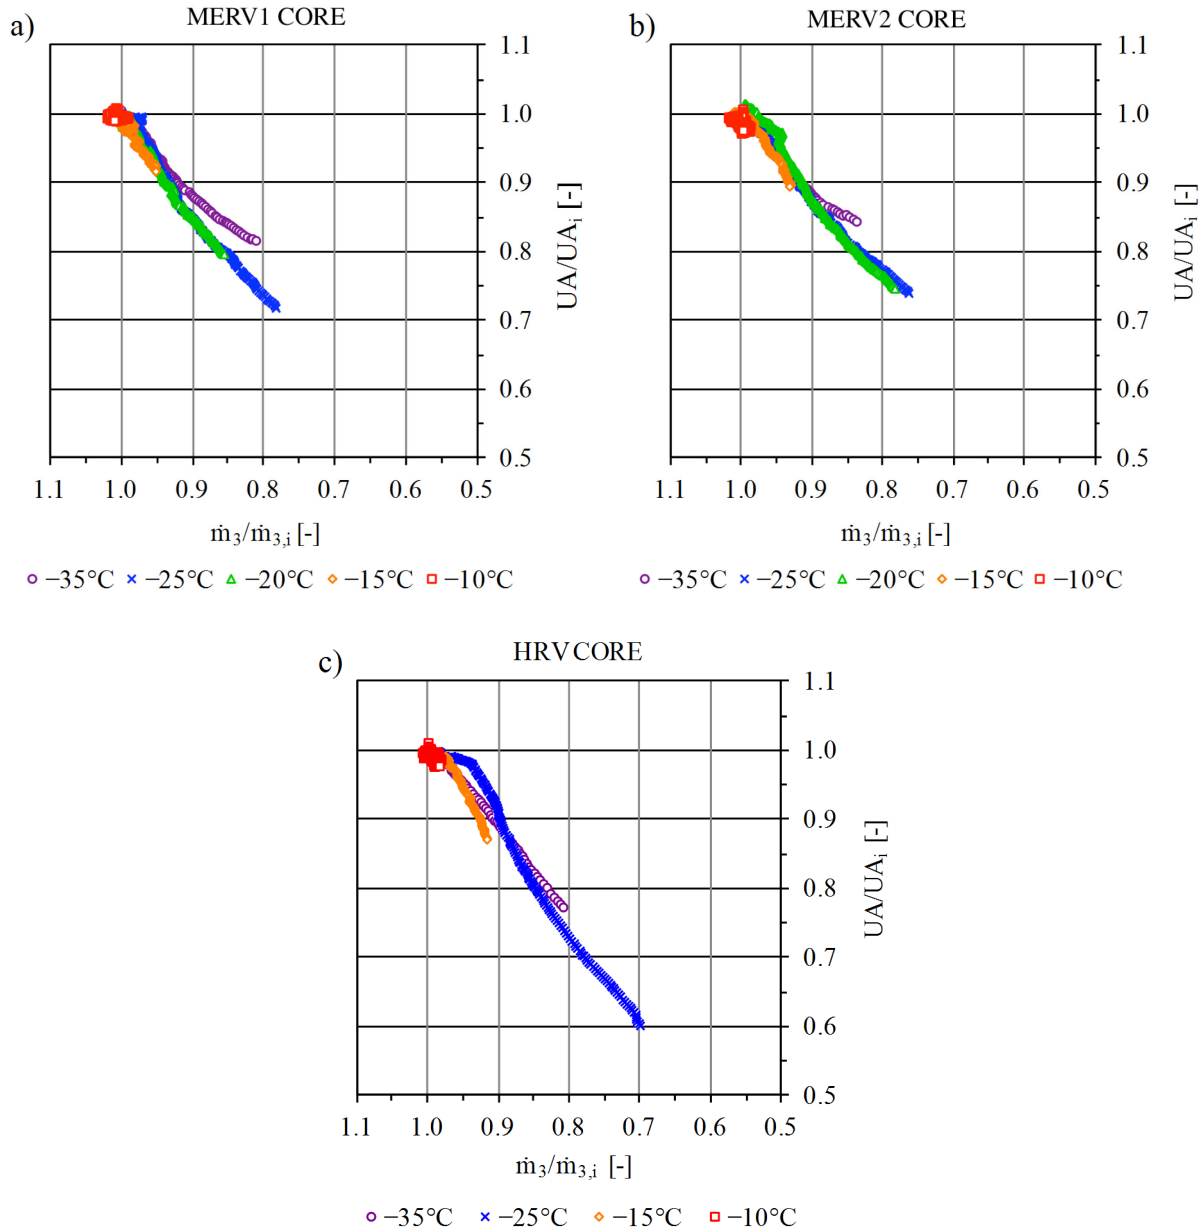 a)
MERV1 CORE
1.1
1.0
0.9
0.8
0.7
0.6
0.5
UA/UAi [-]
1.1 1.0 0.9 0.8 0.7 0.6 0.5
ṁ3/ṁ3,i [-]
−35°C −25°C −20°C −15°C −10°C
b)
MERV2 CORE
1.1
1.0
0.9
0.8
0.7
0.6
0.5
UA/UAi [-]
1.1 1.0 0.9 0.8 0.7 0.6 0.5
ṁ3/ṁ3,i [-]
−35°C −25°C −20°C −15°C −10°C
c)
HRV CORE
1.1
1.0
0.9
0.8
0.7
0.6
0.5
UA/UAi [-]
1.1 1.0 0.9 0.8 0.7 0.6 0.5
ṁ3/ṁ3,i [-]
−35°C −25°C −15°C −10°C